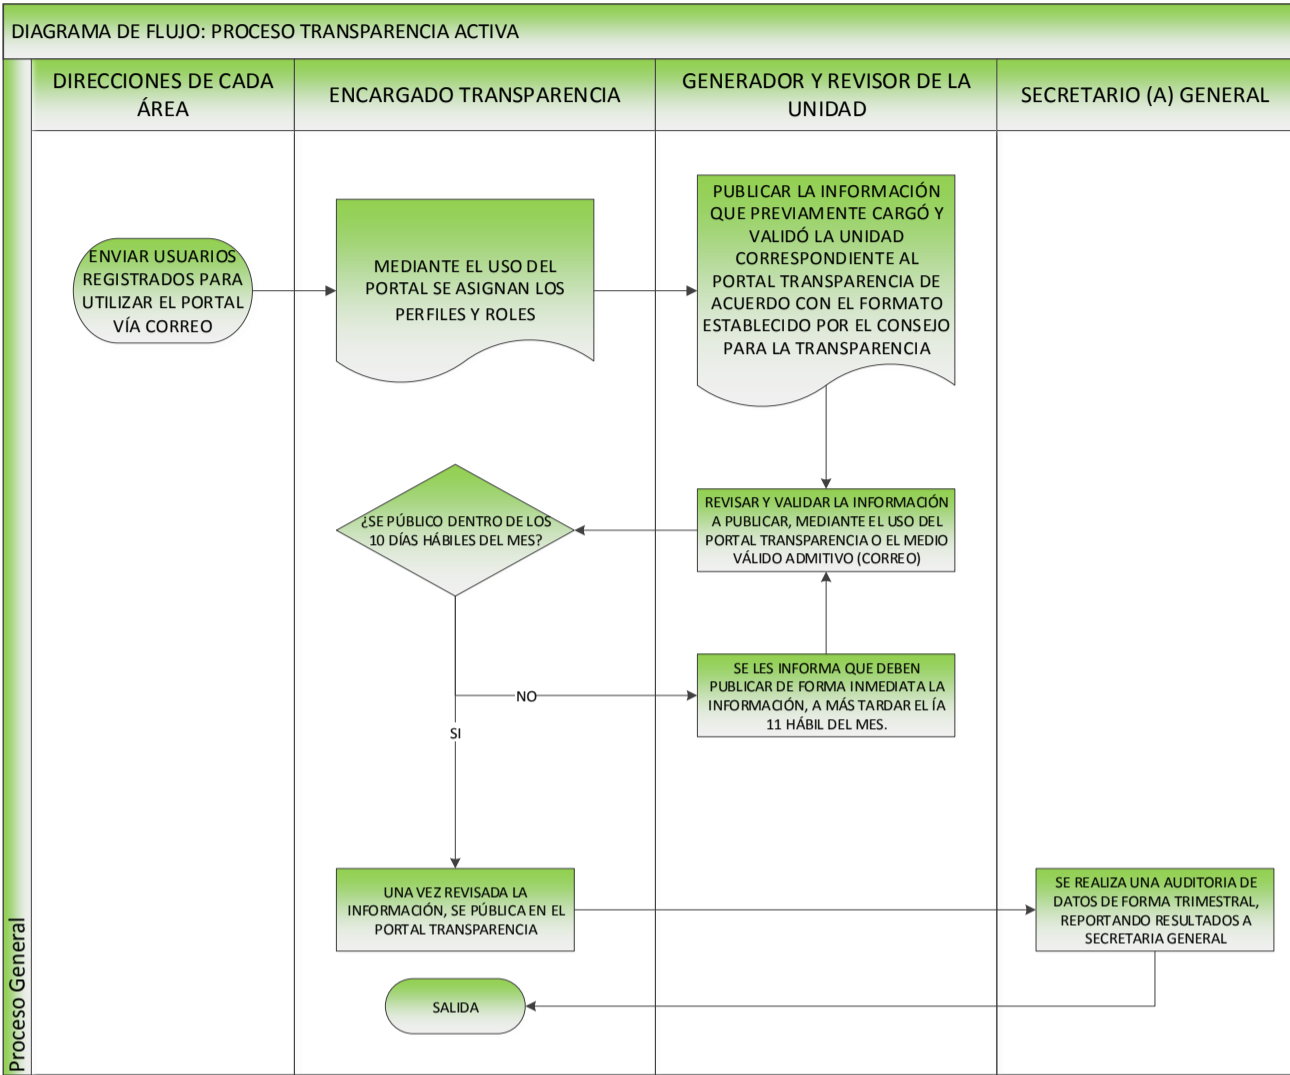 DIAGRAMA DE FLUJO: PROCESO TRANSPARENCIA ACTIVA
DIRECCIONES DE CADA
ÁREA
ENCARGADO TRANSPARENCIA
GENERADOR Y REVISOR DE LA
UNIDAD
SECRETARIO (A) GENERAL
ENVIAR USUARIOS
REGISTRADOS PARA
UTILIZAR EL PORTAL
VÍA CORREO
MEDIANTE EL USO DEL
PORTAL SE ASIGNAN LOS
PERFILES Y ROLES
PUBLICAR LA INFORMACIÓN
QUE PREVIAMENTE CARGÓ Y
VALIDÓ LA UNIDAD
CORRESPONDIENTE AL
PORTAL TRANSPARENCIA DE
ACUERDO CON EL FORMATO
ESTABLECIDO POR EL CONSEJO
PARA LA TRANSPARENCIA
¿SE PÚBLICO DENTRO DE LOS
10 DÍAS HÁBILES DEL MES?
REVISAR Y VALIDAR LA INFORMACIÓN
A PUBLICAR, MEDIANTE EL USO DEL
PORTAL TRANSPARENCIA O EL MEDIO
VÁLIDO ADMITIVO (CORREO)
SE LES INFORMA QUE DEBEN
PUBLICAR DE FORMA INMEDIATA LA
INFORMACIÓN, A MÁS TARDAR EL ÍA
11 HÁBIL DEL MES.
NO
SI
UNA VEZ REVISADA LA
INFORMACIÓN, SE PÚBLICA EN EL
PORTAL TRANSPARENCIA
SE REALIZA UNA AUDITORIA DE
DATOS DE FORMA TRIMESTRAL,
REPORTANDO RESULTADOS A
SECRETARIA GENERAL
SALIDA
Proceso General